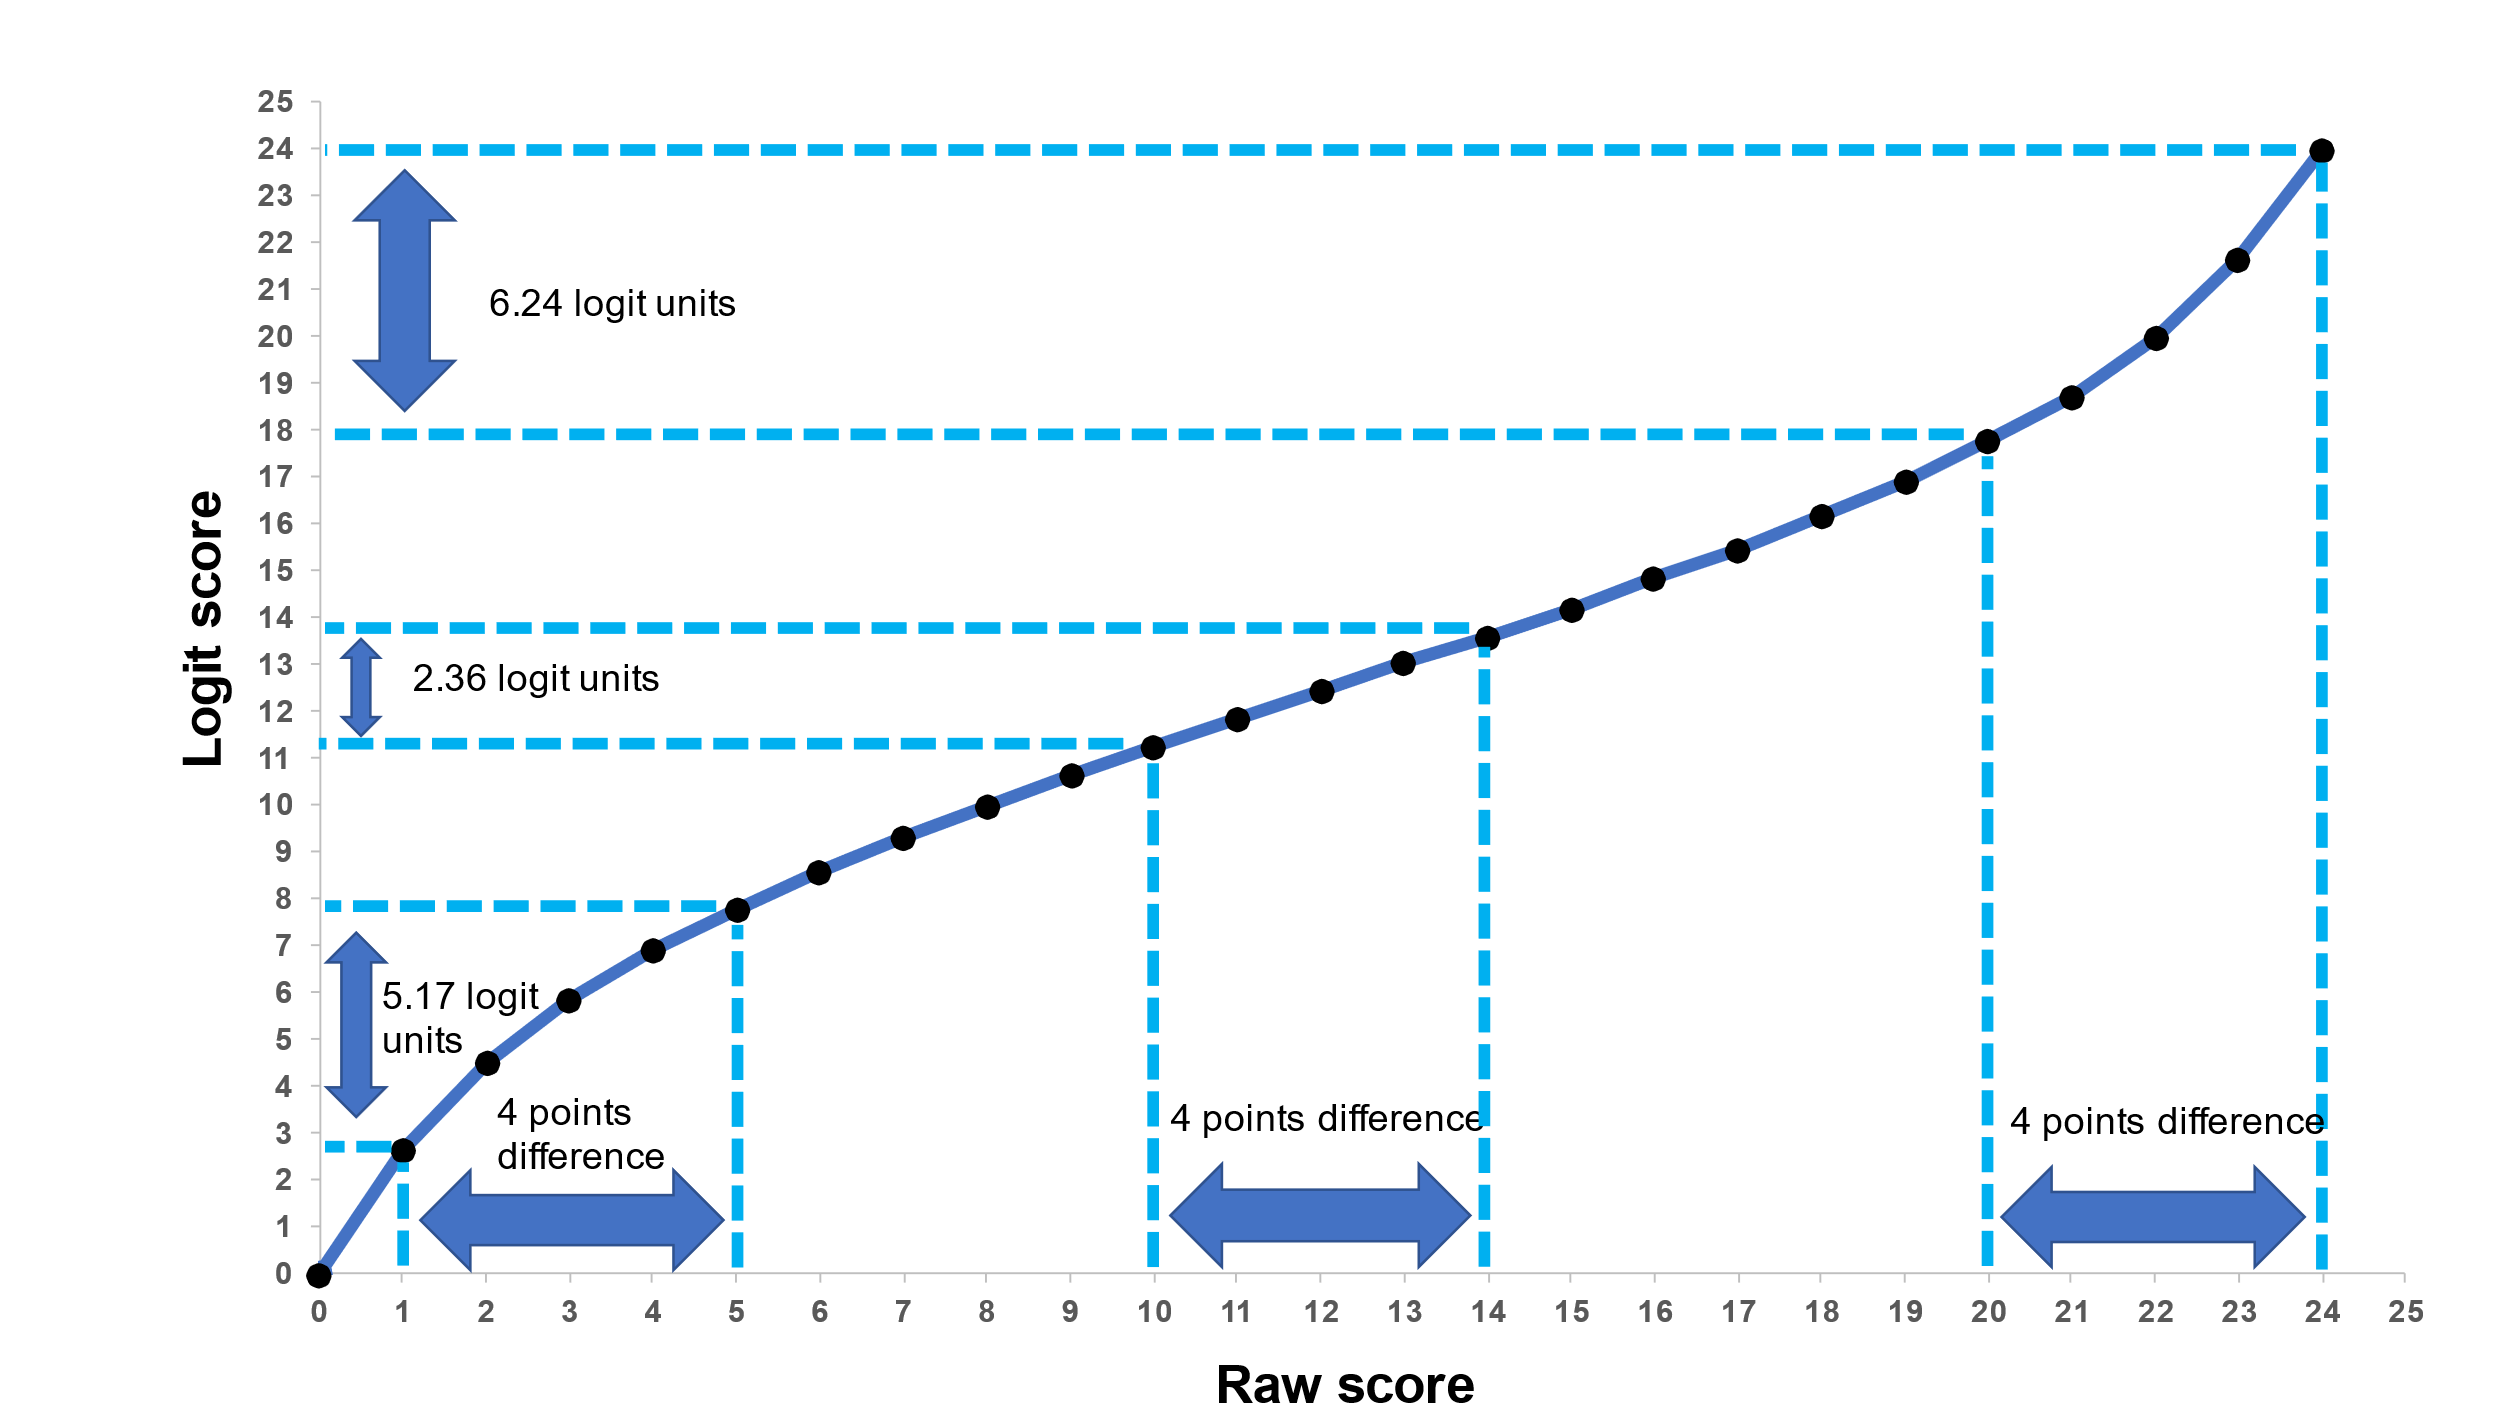 25
24
23
22
21
20
19
18
17
16
15
14
13
12
11
10
9
8
7
6
5
4
3
2
1
0
Logit score
6.24 logit units
2.36 logit units
5.17 logit
units
4 points
difference
4 points difference
4 points difference
0 1 2 3 4 5 6 7 8 9 10 11 12 13 14 15 16 17 18 19 20 21 22 23 24 25
Raw score